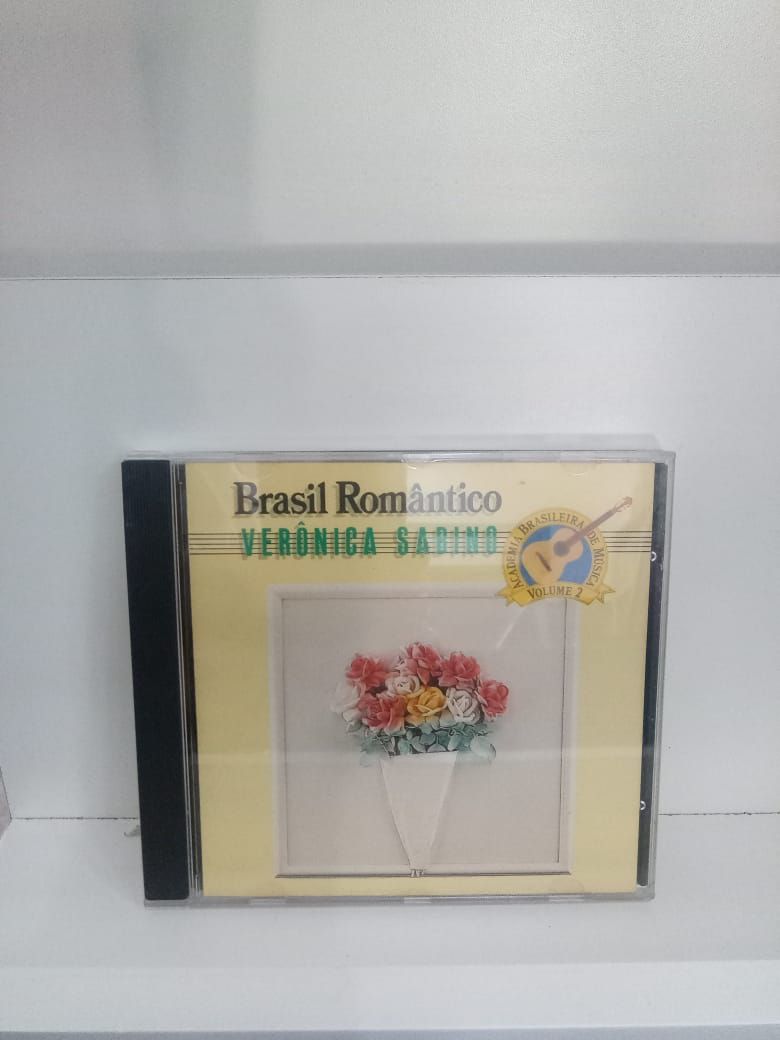 Brasil Romântico
VERÔNICA SABINO
ACADEMIA BRASILEIRA DE MÚSICA
VOLUME 2